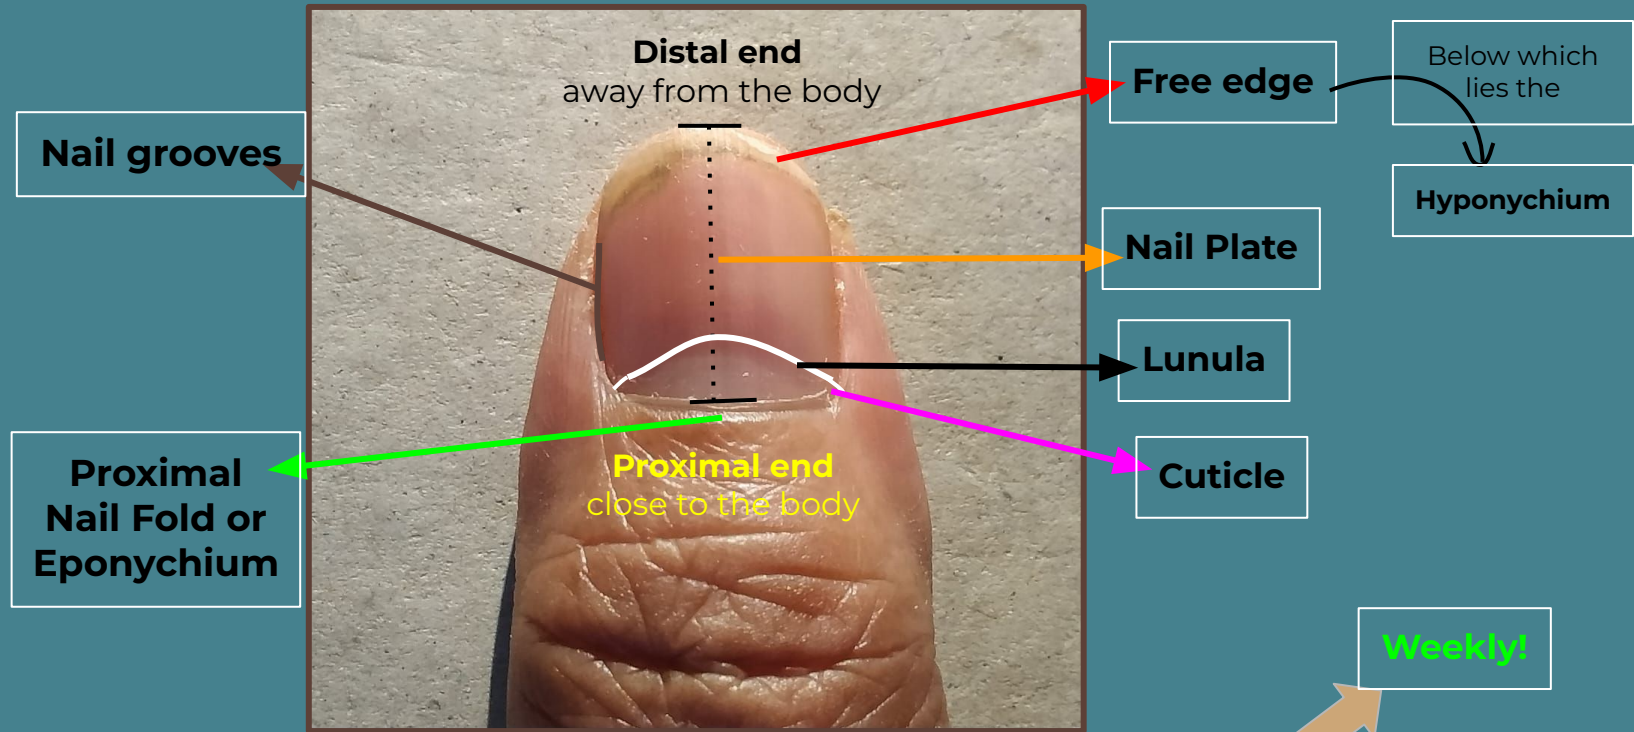 Distal end
away from the body
Free edge
Below which
lies the
Hyponychium
Nail grooves
Nail Plate
Lunula
Cuticle
Proximal
Nail Fold or
Eponychium
Proximal end
close to the body
Weekly!